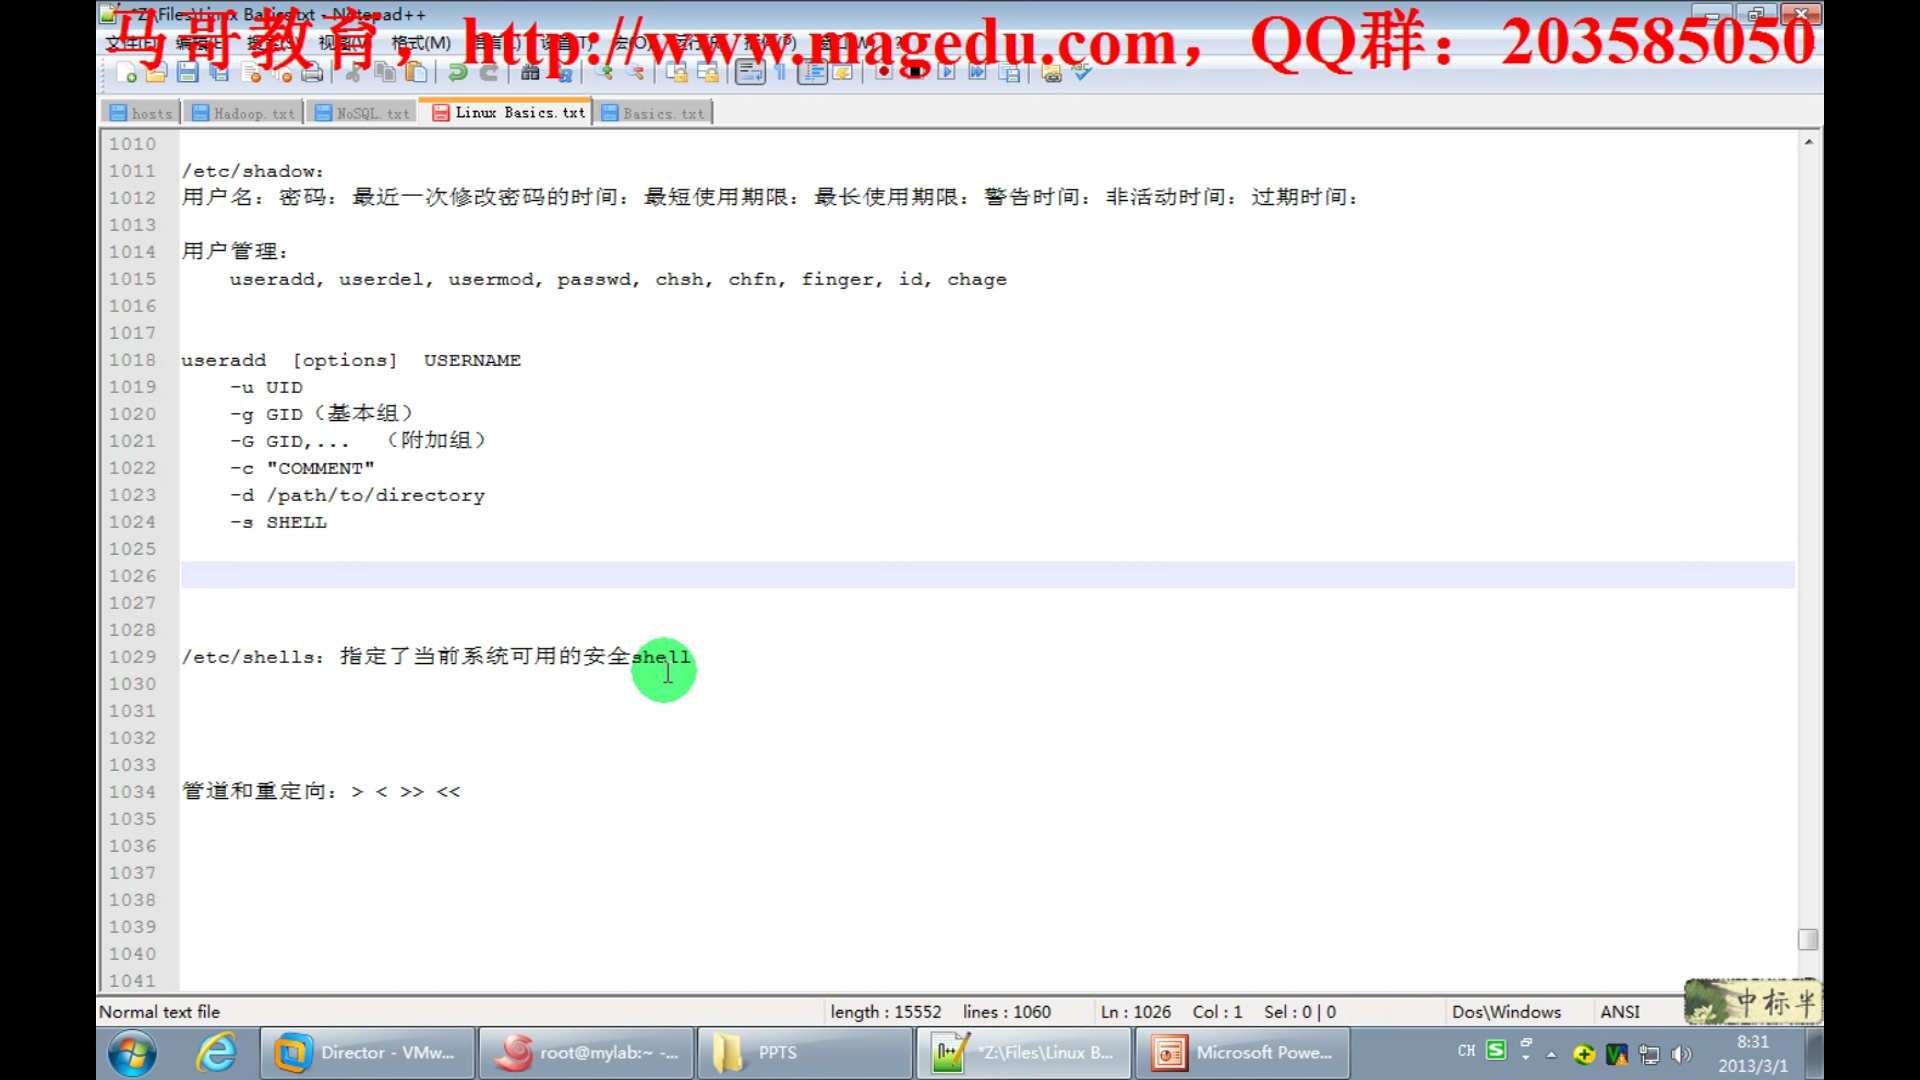 *Z:\Files\Linux Basics.txt - Notepad++
马哥教育，http://www.magedu.com，QQ群：203585050
格式(M)
hosts Hadoop.txt NoSQL.txt Linux Basics.txt Basics.txt
1010
1011 /etc/shadow:
1012 用户名：密码：最近一次修改密码的时间：最短使用期限：最长使用期限：警告时间：非活动时间：过期时间：
1013
1014 用户管理：
1015 useradd, userdel, usermod, passwd, chsh, chfn, finger, id, chage
1016
1017
1018 useradd [options] USERNAME
1019 -u UID
1020 -g GID（基本组）
1021 -G GID,... （附加组）
1022 -c "COMMENT"
1023 -d /path/to/directory
1024 -s SHELL
1025
1026
1027
1028
1029 /etc/shells：指定了当前系统可用的安全shell
1030
1031
1032
1033
1034 管道和重定向：> < >> <<
1035
1036
1037
1038
1039
1040
1041
中标半
Normal text file length : 15552 lines : 1060 Ln : 1026 Col : 1 Sel : 0 | 0 Dos\Windows ANSI
Director - VMw... root@mylab:~ -... PPTS *Z:\Files\Linux B... Microsoft Powe... CH 8:31
2013/3/1